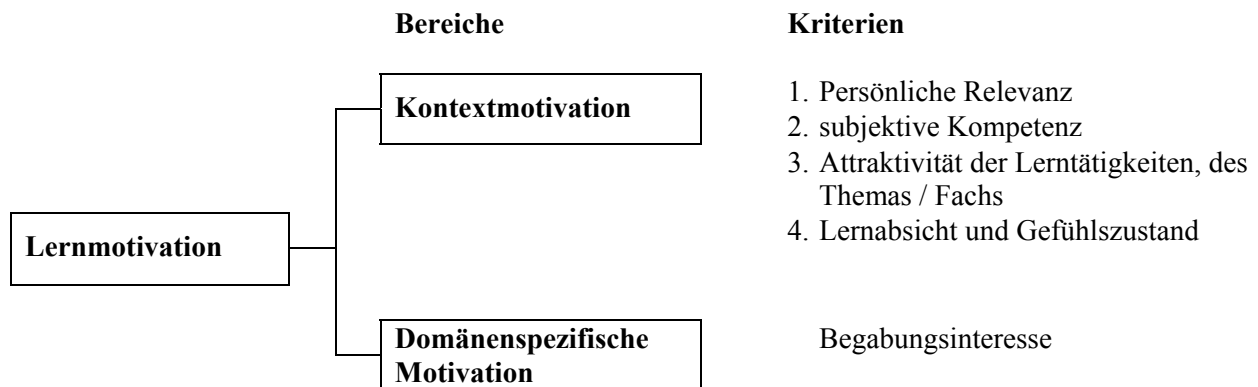 Bereiche Kriterien
Kontextmotivation
1. Persönliche Relevanz
2. subjektive Kompetenz
3. Attraktivität der Lerntätigkeiten, des
Themas / Fachs
4. Lernabsicht und Gefühlszustand
Lernmotivation
Domänenspezifische
Motivation
Begabungsinteresse